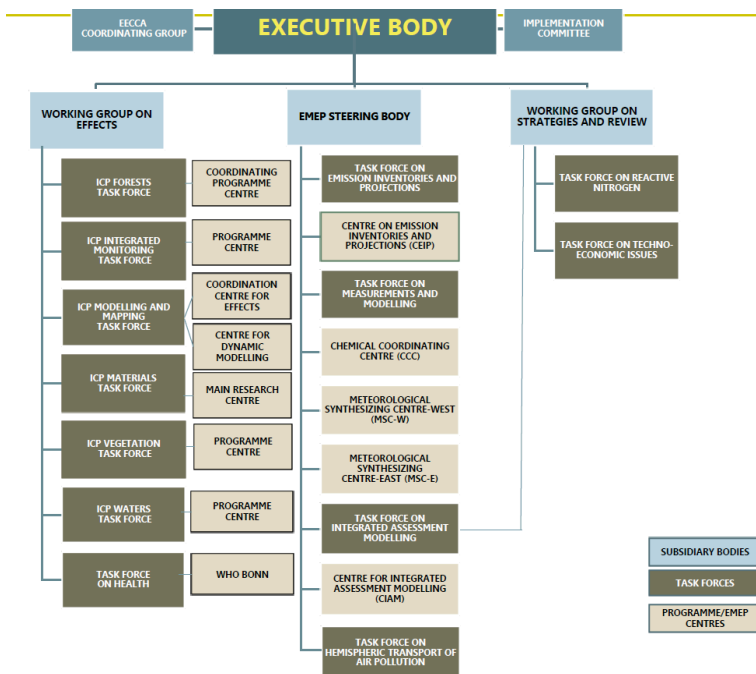 EECCA
COORDINATING GROUP
EXECUTIVE BODY
IMPLEMENTATION
COMMITTEE
WORKING GROUP ON
EFFECTS
ICP FORESTS
TASK FORCE
COORDINATING
PROGRAMME
CENTRE
ICP INTEGRATED
MONITORING
TASK FORCE
PROGRAMME
CENTRE
ICP MODELLING AND
MAPPING
TASK FORCE
COORDINATION
CENTRE FOR
EFFECTS
CENTRE FOR
DYNAMIC
MODELLING
ICP MATERIALS
TASK FORCE
MAIN RESEARCH
CENTRE
ICP VEGETATION
TASK FORCE
PROGRAMME
CENTRE
ICP WATERS
TASK FORCE
PROGRAMME
CENTRE
TASK FORCE
ON HEALTH
WHO BONN
EMEP STEERING BODY
TASK FORCE ON
EMISSION INVENTORIES
AND PROJECTIONS
CENTRE ON EMISSION
INVENTORIES AND
PROJECTIONS (CEIP)
TASK FORCE ON
MEASUREMENTS AND
MODELLING
CHEMICAL COORDINATING
CENTRE (CCC)
METEOROLOGICAL
SYNTHESIZING CENTRE-WEST
(MSC-W)
METEOROLOGICAL
SYNTHESIZING
CENTRE-EAST (MSC-E)
TASK FORCE ON
INTEGRATED ASSESSMENT
MODELLING
CENTRE FOR INTEGRATED
ASSESSMENT MODELLING
(CIAM)
TASK FORCE ON
HEMISPHERIC TRANSPORT OF
AIR POLLUTION
WORKING GROUP ON
STRATEGIES AND REVIEW
TASK FORCE ON REACTIVE
NITROGEN
TASK FORCE ON TECHNO-
ECONOMIC ISSUES
SUBSIDIARY BODIES
TASK FORCES
PROGRAMME/EMEP
CENTRES